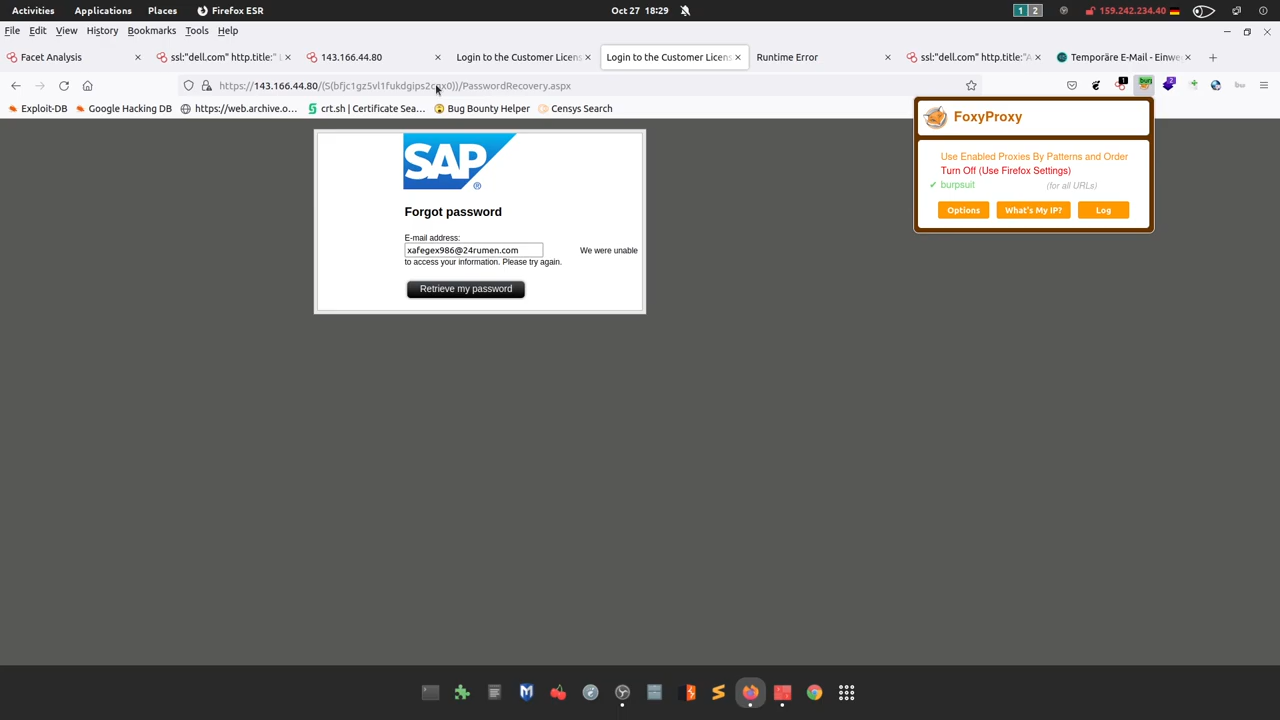 Activities Applications Places Firefox ESR Oct 27 18:29 1 2 159.242.234.40
File Edit View History Bookmarks Tools Help
Facet Analysis ssl:"dell.com" http.title:" 143.166.44.80 Login to the Customer Licens Login to the Customer Licens Runtime Error ssl:"dell.com" http.title:"A Temporäre E-Mail - Einwe
https://143.166.44.80/(S(bfjc1gz5vl1fukdgips2 x0))/PasswordRecovery.aspx
Exploit-DB Google Hacking DB https://web.archive.o… crt.sh | Certificate Sea… Bug Bounty Helper Censys Search
FoxyProxy
Use Enabled Proxies By Patterns and Order
Turn Off (Use Firefox Settings)
✓ burpsuit (for all URLs)
Options What's My IP? Log
SAP ®
Forgot password
E-mail address:
xafegex986@24rumen.com We were unable
to access your information. Please try again.
Retrieve my password